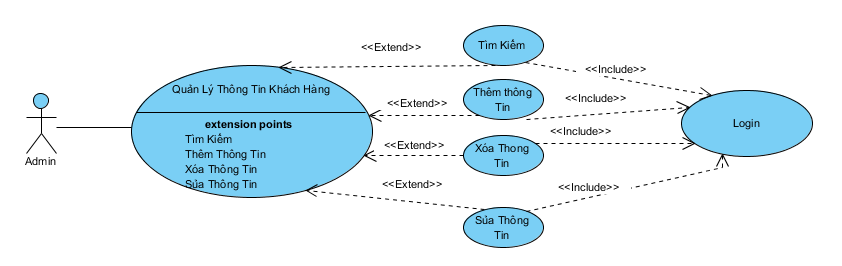 Admin
Quản Lý Thông Tin Khách Hàng
extension points
Tìm Kiếm
Thêm Thông Tin
Xóa Thông Tin
Sửa Thông Tin
<<Extend>>
<<Extend>>
<<Extend>>
<<Extend>>
Tìm Kiếm
Thêm thông
Tin
Xóa Thong
Tin
Sửa Thông
Tin
<<Include>>
<<Include>>
<<Include>>
<<Include>>
Login